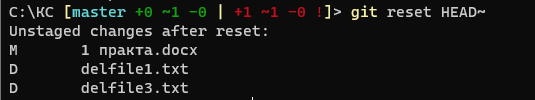 C:\КС [master +0 ~1 -0 | +1 ~1 -0 !]> git reset HEAD~
Unstaged changes after reset:
M       1 практа.docx
D       delfile1.txt
D       delfile3.txt